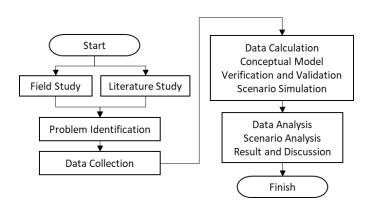 Start
Field Study
Literature Study
Problem Identification
Data Collection
Data Calculation
Conceptual Model
Verification and Validation
Scenario Simulation
Data Analysis
Scenario Analysis
Result and Discussion
Finish